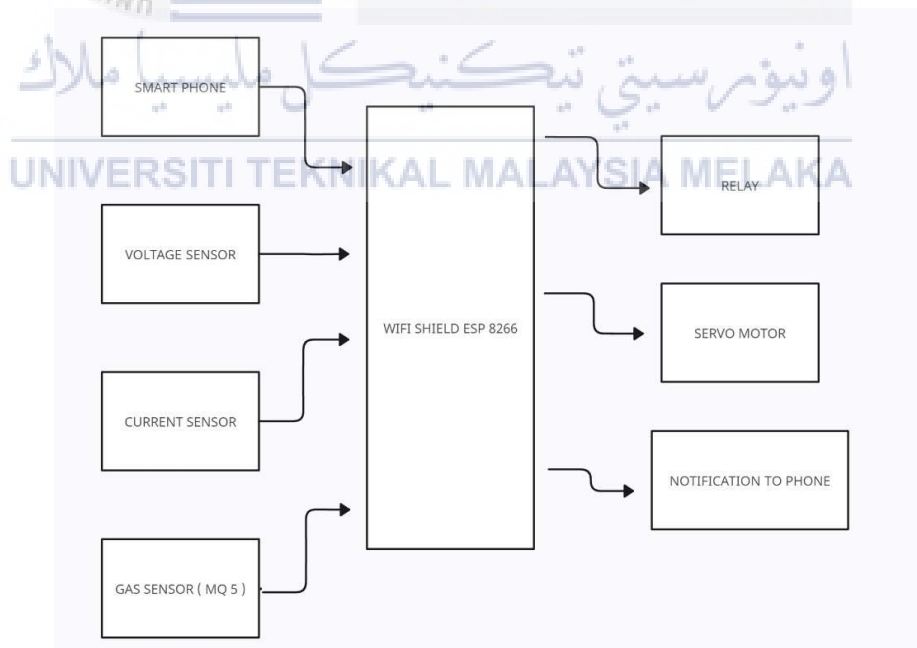 اونيۏرسيتي تيكنيكل مليسيا ملاك
UNIVERSITI TEKNIKAL MALAYSIA MELAKA
SMART PHONE
VOLTAGE SENSOR
CURRENT SENSOR
GAS SENSOR ( MQ 5 )
WIFI SHIELD ESP 8266
RELAY
SERVO MOTOR
NOTIFICATION TO PHONE